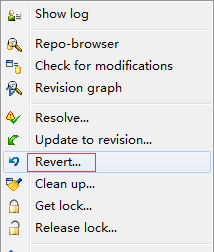 Show log
Repo-browser
Check for modifications
Revision graph
Resolve...
Update to revision...
Revert...
Clean up...
Get lock...
Release lock...